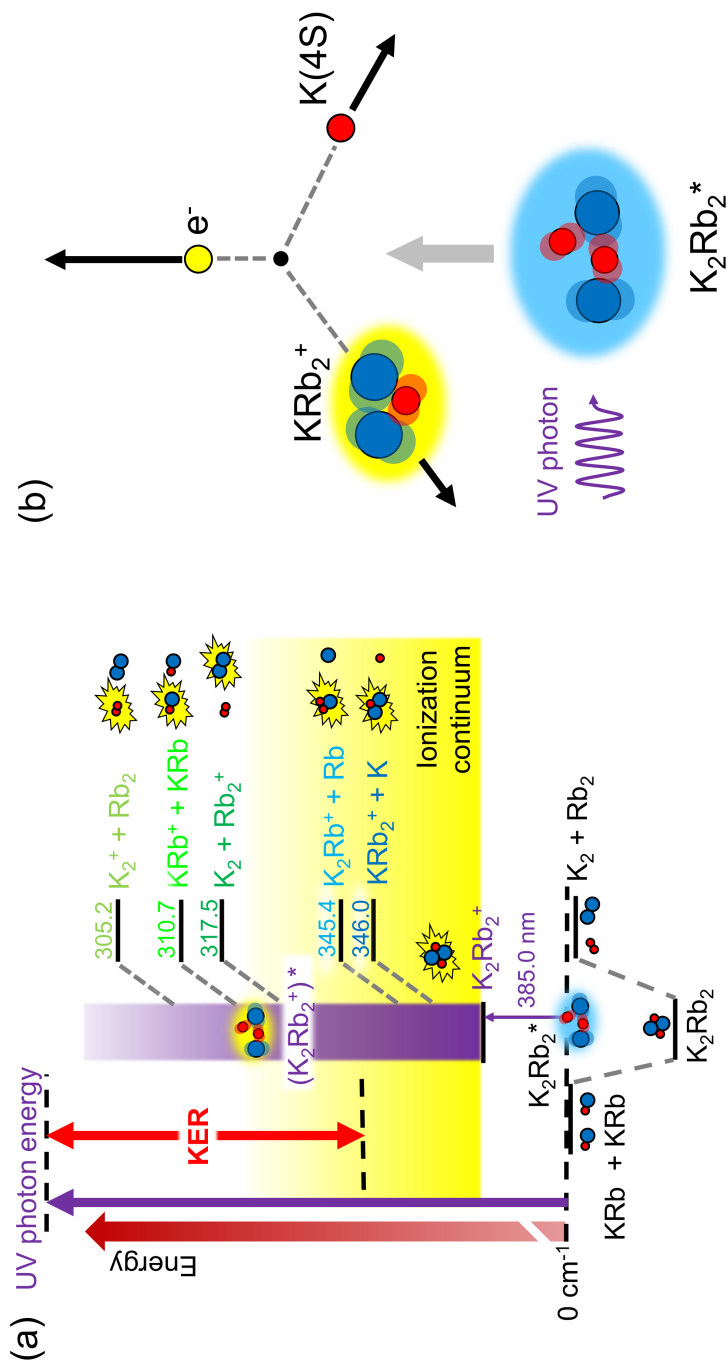 (a)
UV photon energy
Energy
KER
305.2
K₂⁺ + Rb₂
310.7
KRb⁺ + KRb
317.5
K₂ + Rb₂⁺
(K₂Rb₂⁺) *
345.4
K₂Rb⁺ + Rb
346.0
KRb₂⁺ + K
Ionization
continuum
K₂Rb₂⁺
385.0 nm
K₂Rb₂*
0 cm⁻¹
KRb + KRb
K₂ + Rb₂
K₂Rb₂
(b)
e⁻
K(4S)
KRb₂⁺
UV photon
K₂Rb₂*